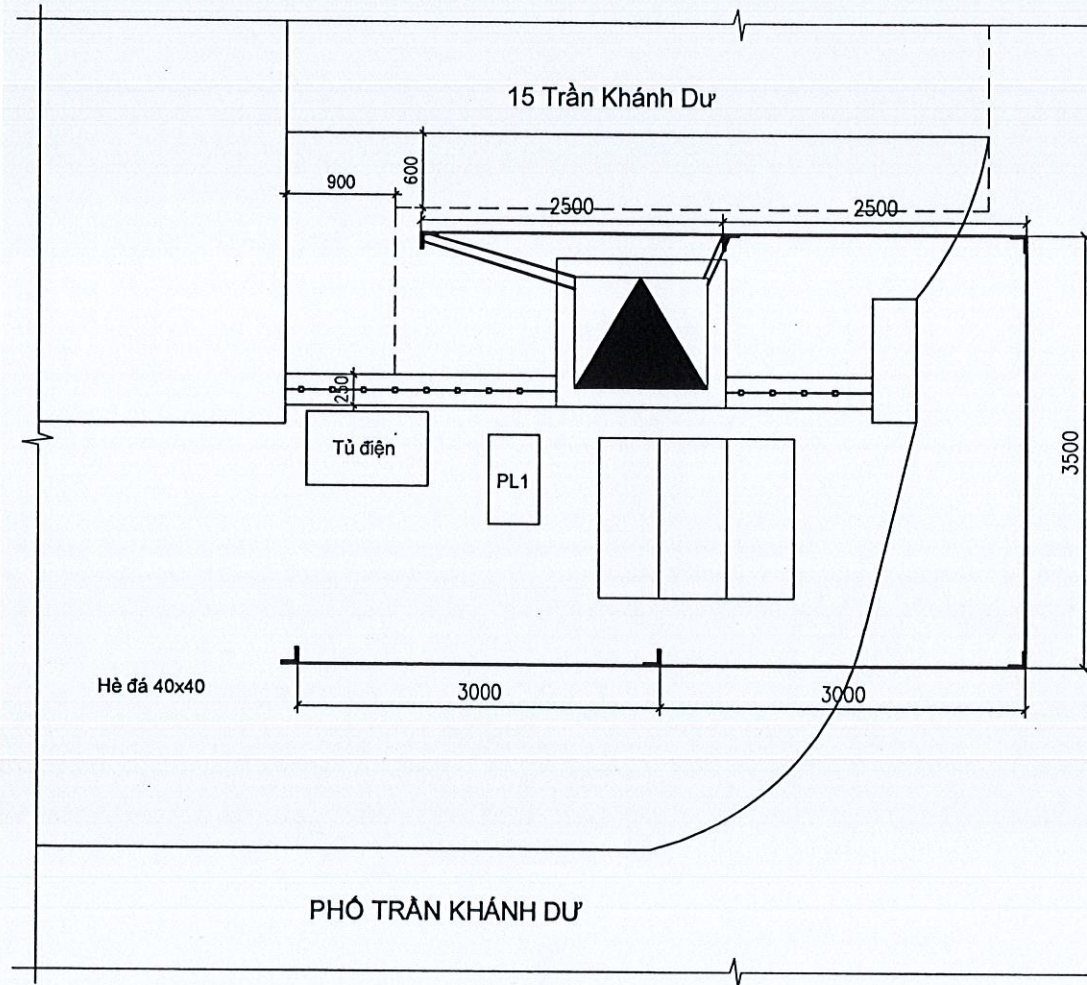 15 Trần Khánh Dư
900
600
2500
2500
250
3500
Tủ điện
PL1
Hè đá 40x40
3000
3000
PHỐ TRẦN KHÁNH DƯ